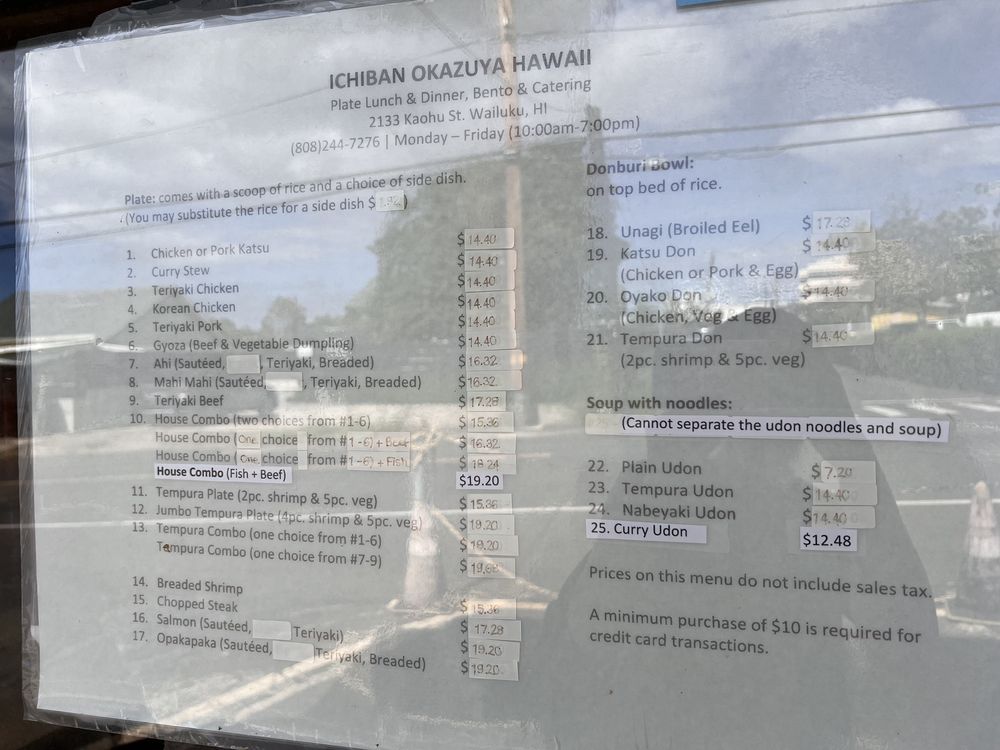 ICHIBAN OKAZUYA HAWAII
Plate Lunch & Dinner, Bento & Catering
2133 Kaohu St. Wailuku, HI
(808)244-7276 | Monday – Friday (10:00am-7:00pm)
Plate: comes with a scoop of rice and a choice of side dish.
(You may substitute the rice for a side dish $ 1.92)
1. Chicken or Pork Katsu $ 14.40
2. Curry Stew $ 14.40
3. Teriyaki Chicken $ 14.40
4. Korean Chicken $ 14.40
5. Teriyaki Pork $ 14.40
6. Gyoza (Beef & Vegetable Dumpling) $ 14.40
7. Ahi (Sautéed, , Teriyaki, Breaded) $ 16.32
8. Mahi Mahi (Sautéed, , Teriyaki, Breaded) $ 16.32
9. Teriyaki Beef $ 17.28
10. House Combo (two choices from #1-6) $ 15.36
House Combo (One choice from #1-6) + Beef $ 16.32
House Combo (One choice from #1-6) + Fish $ 18.24
House Combo (Fish + Beef) $19.20
11. Tempura Plate (2pc. shrimp & 5pc. veg) $ 15.36
12. Jumbo Tempura Plate (4pc. shrimp & 5pc. veg) $ 19.20
13. Tempura Combo (one choice from #1-6) $ 19.20
Tempura Combo (one choice from #7-9) $
14. Breaded Shrimp $ 15.36
15. Chopped Steak $ 17.28
16. Salmon (Sautéed, Teriyaki) $ 19.20
17. Opakapaka (Sautéed, Teriyaki, Breaded) $ 19.20
Donburi Bowl:
on top bed of rice.
18. Unagi (Broiled Eel) $ 17.28
19. Katsu Don $ 14.40
(Chicken or Pork & Egg)
20. Oyako Don $ 14.40
(Chicken, Veg & Egg)
21. Tempura Don $ 14.40
(2pc. shrimp & 5pc. veg)
Soup with noodles:
(Cannot separate the udon noodles and soup)
22. Plain Udon $ 7.20
23. Tempura Udon $ 14.40
24. Nabeyaki Udon $ 14.40
25. Curry Udon $12.48
Prices on this menu do not include sales tax.
A minimum purchase of $10 is required for
credit card transactions.